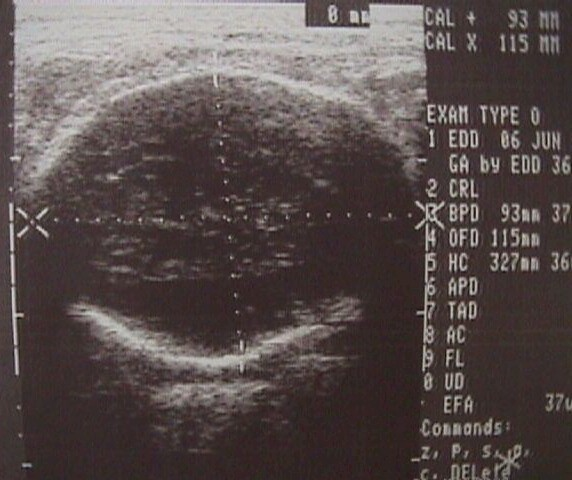 0 mm
CAL + 93 MM
CAL X 115 MM
EXAM TYPE O
1 EDD 06 JUN
GA by EDD 36
2 CRL
3 BPD 93mm 37
4 OFD 115mm
5 HC 327mm 36
6 APD
7 TAD
8 AC
9 FL
0 UD
EFA 37w
Commands:
z, p, s, g,
c, DELete